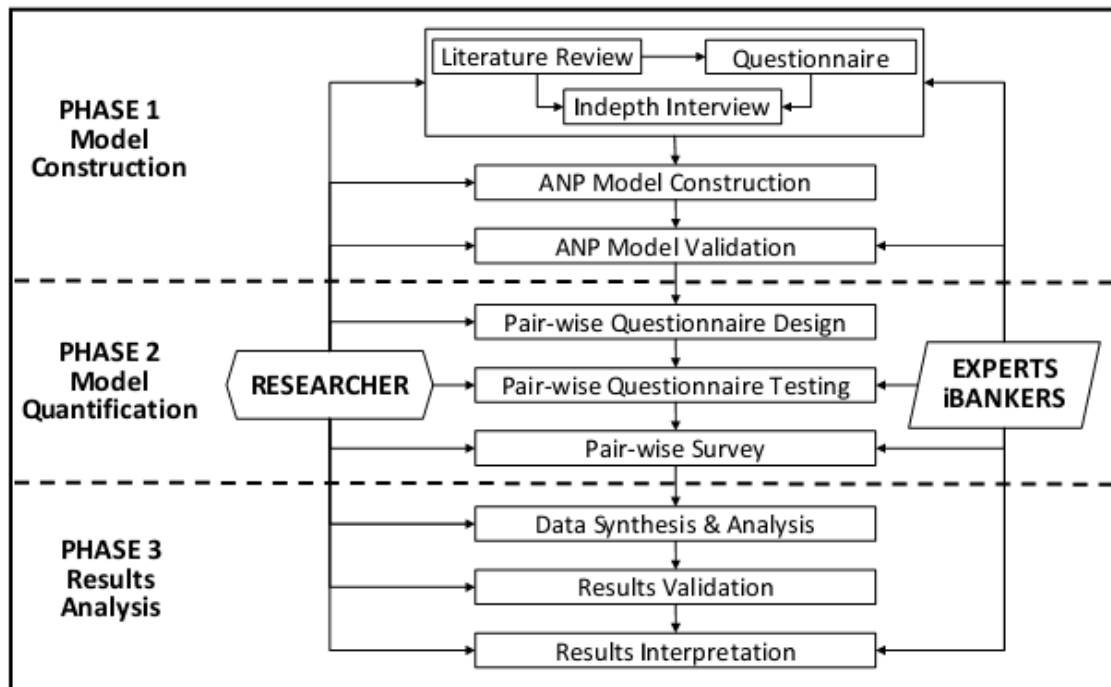 PHASE 1
Model
Construction
Literature Review
Questionnaire
Indepth Interview
ANP Model Construction
ANP Model Validation
PHASE 2
Model
Quantification
RESEARCHER
Pair-wise Questionnaire Design
Pair-wise Questionnaire Testing
Pair-wise Survey
EXPERTS
iBANKERS
PHASE 3
Results
Analysis
Data Synthesis & Analysis
Results Validation
Results Interpretation